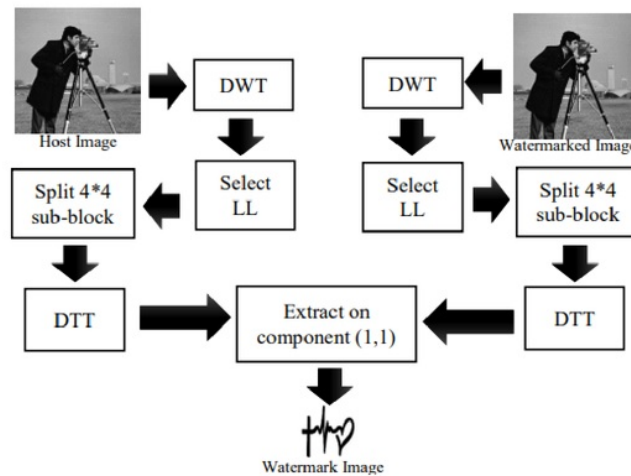 Host Image
DWT
DWT
Watermarked Image
Split 4*4
sub-block
Select
LL
Select
LL
Split 4*4
sub-block
DTT
Extract on
component (1,1)
DTT
Watermark Image